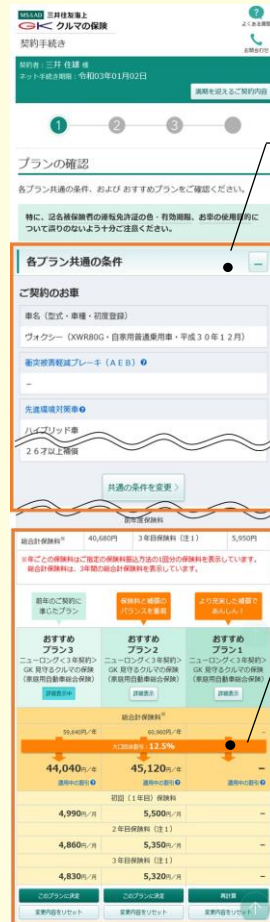 MS&AD 三井住友海上
GK クルマの保険
よくある質問
契約手続き
お問合わせ
契約者：三井 住雄 様
ネット手続き期限：令和03年01月02日
満期を迎えるご契約内容
1 2 3
プランの確認
各プラン共通の条件、および おすすめプランをご確認ください。
特に、記名被保険者の運転免許証の色・有効期限、お車の使用目的に
ついて誤りのないよう十分ご注意ください。
各プラン共通の条件
ご契約のお車
車名（型式・車種・初度登録）
ヴォクシー（XWR80G・自家用普通乗用車・平成３０年１２月）
衝突被害軽減ブレーキ（ＡＥＢ）
－
先進環境対策車
ハイブリッド車
２６才以上補償
共通の条件を変更 >
前年度保険料
総合計保険料※ 40,680円 3年目保険料（注1） 5,950円
※年ごとの保険料はご指定の保険料振込方法の1回分の保険料を表示しています。
総合計保険料は、3年間の総合計保険料を表示しています。
前年のご契約に
準じたプラン
保険料と補償の
バランスを重視
より充実した補償で
あんしん！
おすすめ
プラン３
おすすめ
プラン２
おすすめ
プラン１
ニューロング＜３年契約＞ ニューロング＜３年契約＞ ニューロング＜３年契約＞
GK 見守るクルマの保険 GK 見守るクルマの保険 GK 見守るクルマの保険
(家庭用自動車総合保険) (家庭用自動車総合保険) (家庭用自動車総合保険)
詳細表示中 詳細表示 詳細表示
総合計保険料※
59,840円/年 60,900円/年 －
大口団体割引 12.5%
44,040円/年 45,120円/年 －
適用中の割引 適用中の割引 適用中の割引
初回（1年目）保険料
4,990円/月 5,500円/月 －
２年目保険料（注１）
4,860円/月 5,350円/月 －
３年目保険料（注１）
4,830円/月 5,320円/月 －
このプランに決定 このプランに決定 再計算
変更内容をリセット 変更内容をリセット 変更内容をリセット